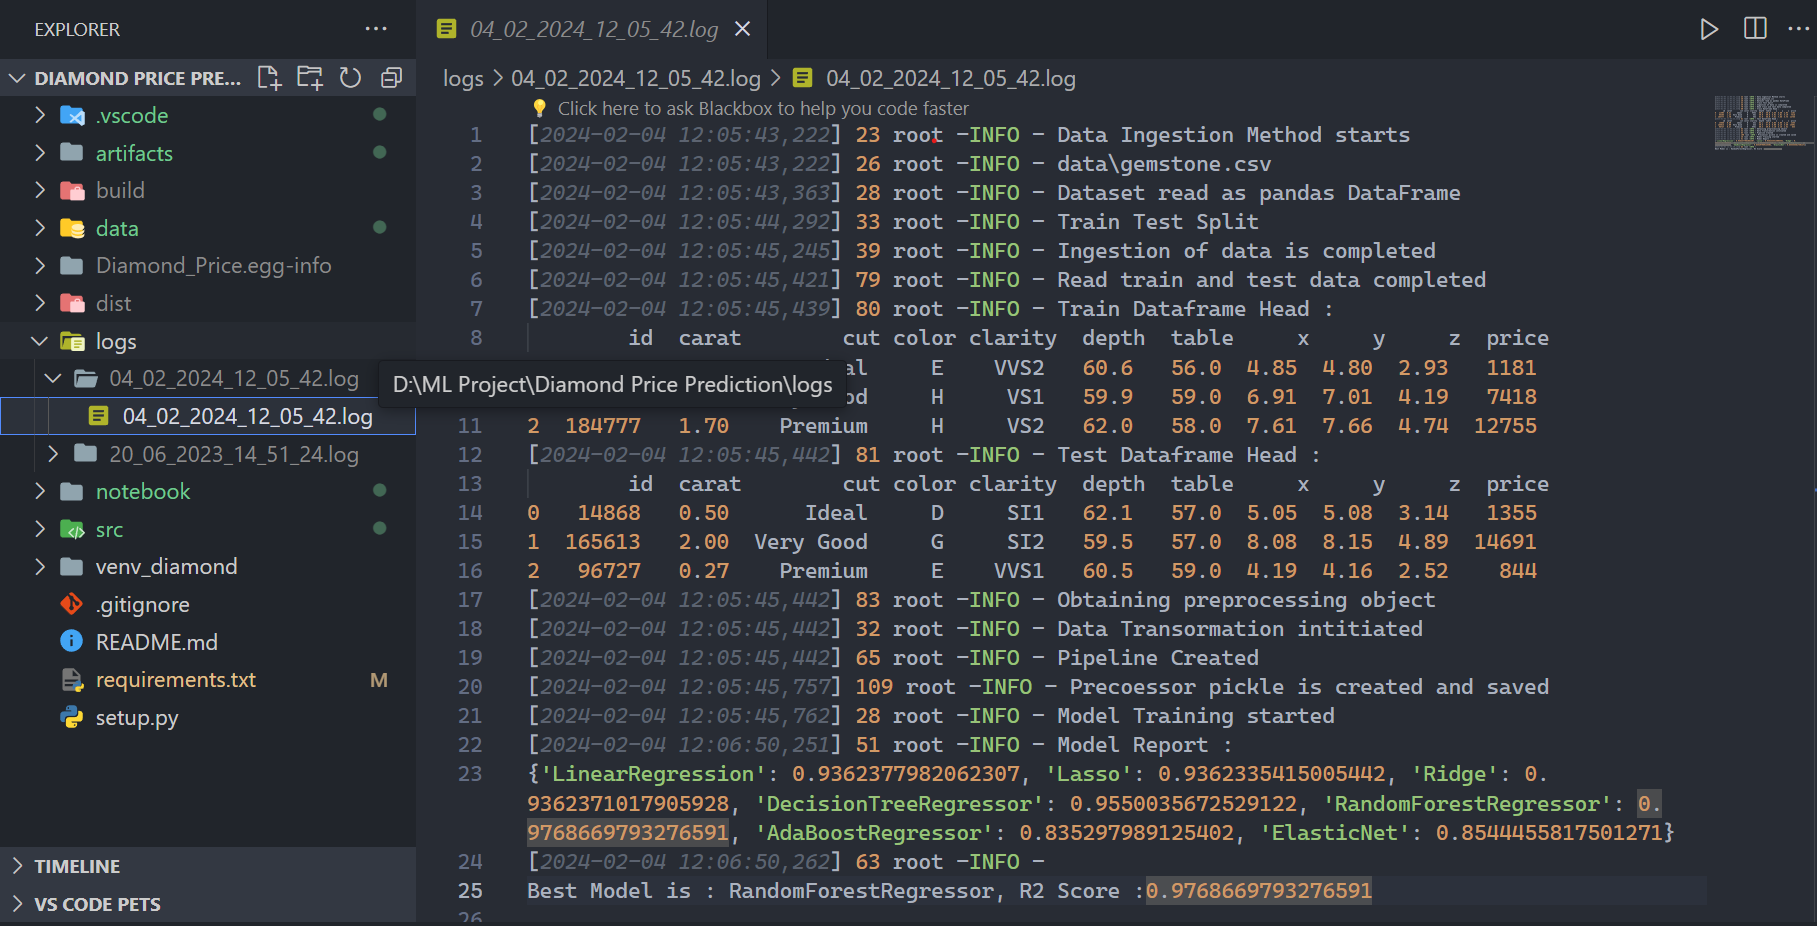 EXPLORER
DIAMOND PRICE PRE...
.vscode
artifacts
build
data
Diamond_Price.egg-info
dist
logs
04_02_2024_12_05_42.log
04_02_2024_12_05_42.log
20_06_2023_14_51_24.log
notebook
src
venv_diamond
.gitignore
README.md
requirements.txt M
setup.py
TIMELINE
VS CODE PETS
D:\ML Project\Diamond Price Prediction\logs
04_02_2024_12_05_42.log
logs > 04_02_2024_12_05_42.log > 04_02_2024_12_05_42.log
Click here to ask Blackbox to help you code faster
1 [2024-02-04 12:05:43,222] 23 root -INFO - Data Ingestion Method starts
2 [2024-02-04 12:05:43,222] 26 root -INFO - data\gemstone.csv
3 [2024-02-04 12:05:43,363] 28 root -INFO - Dataset read as pandas DataFrame
4 [2024-02-04 12:05:44,292] 33 root -INFO - Train Test Split
5 [2024-02-04 12:05:45,245] 39 root -INFO - Ingestion of data is completed
6 [2024-02-04 12:05:45,421] 79 root -INFO - Read train and test data completed
7 [2024-02-04 12:05:45,439] 80 root -INFO - Train Dataframe Head :
8 id carat cut color clarity depth table x y z price
al E VVS2 60.6 56.0 4.85 4.80 2.93 1181
od H VS1 59.9 59.0 6.91 7.01 4.19 7418
11 2 184777 1.70 Premium H VS2 62.0 58.0 7.61 7.66 4.74 12755
12 [2024-02-04 12:05:45,442] 81 root -INFO - Test Dataframe Head :
13 id carat cut color clarity depth table x y z price
14 0 14868 0.50 Ideal D SI1 62.1 57.0 5.05 5.08 3.14 1355
15 1 165613 2.00 Very Good G SI2 59.5 57.0 8.08 8.15 4.89 14691
16 2 96727 0.27 Premium E VVS1 60.5 59.0 4.19 4.16 2.52 844
17 [2024-02-04 12:05:45,442] 83 root -INFO - Obtaining preprocessing object
18 [2024-02-04 12:05:45,442] 32 root -INFO - Data Transormation intitiated
19 [2024-02-04 12:05:45,442] 65 root -INFO - Pipeline Created
20 [2024-02-04 12:05:45,757] 109 root -INFO - Precoessor pickle is created and saved
21 [2024-02-04 12:05:45,762] 28 root -INFO - Model Training started
22 [2024-02-04 12:06:50,251] 51 root -INFO - Model Report :
23 {'LinearRegression': 0.9362377982062307, 'Lasso': 0.9362335415005442, 'Ridge': 0.
9362371017905928, 'DecisionTreeRegressor': 0.9550035672529122, 'RandomForestRegressor': 0.
9768669793276591, 'AdaBoostRegressor': 0.835297989125402, 'ElasticNet': 0.8544455817501271}
24 [2024-02-04 12:06:50,262] 63 root -INFO -
25 Best Model is : RandomForestRegressor, R2 Score :0.9768669793276591
26